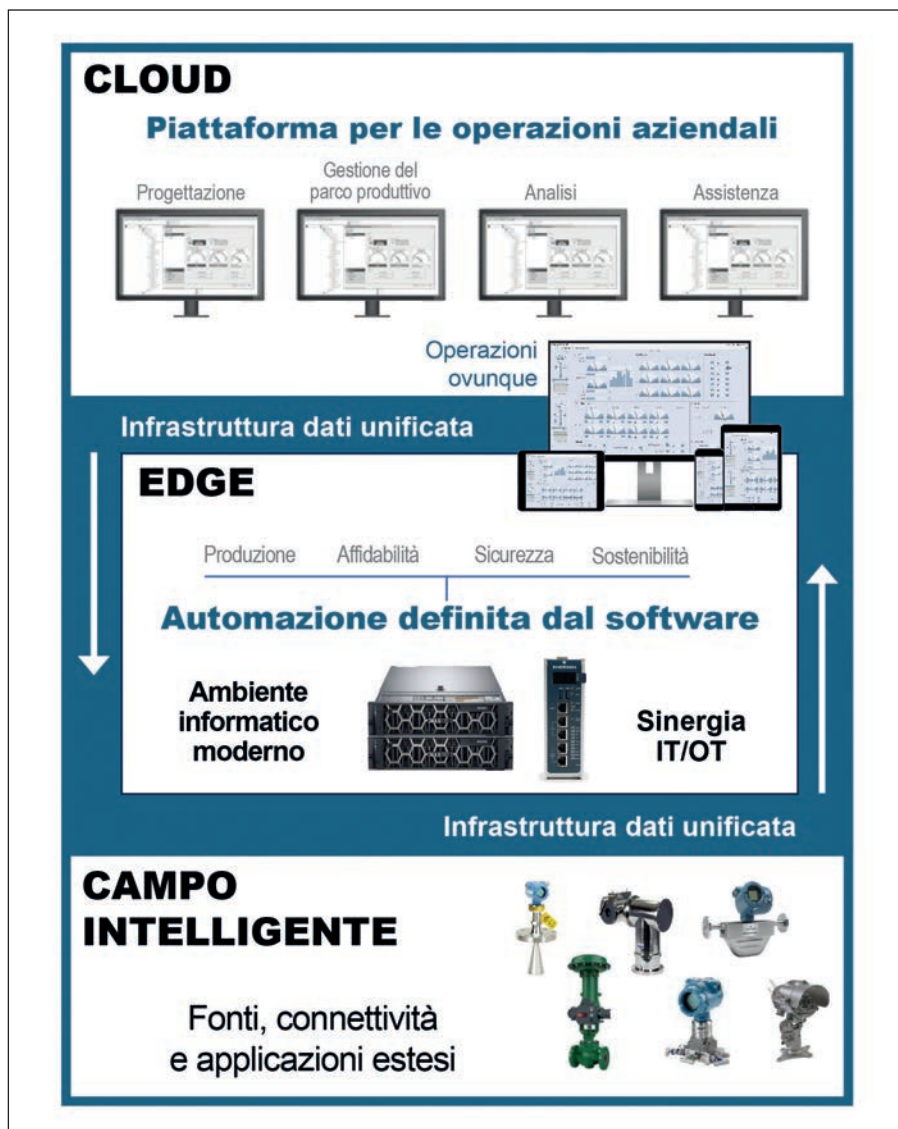 CLOUD
Piattaforma per le operazioni aziendali
Progettazione
Gestione del
parco produttivo
Analisi
Assistenza
Operazioni
ovunque
Infrastruttura dati unificata
EDGE
Produzione Affidabilità Sicurezza Sostenibilità
Automazione definita dal software
Ambiente
informatico
moderno
Sinergia
IT/OT
Infrastruttura dati unificata
CAMPO
INTELLIGENTE
Fonti, connettività
e applicazioni estesi